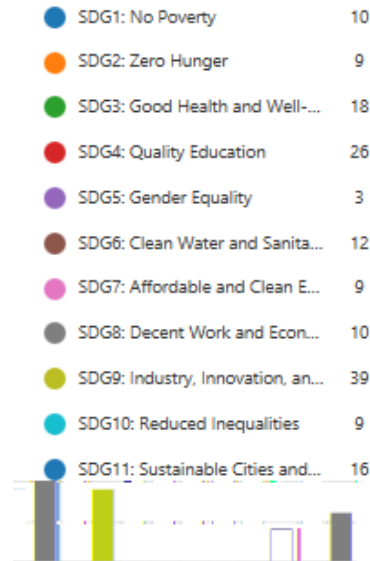 SDG1: No Poverty 10
SDG2: Zero Hunger 9
SDG3: Good Health and Well-... 18
SDG4: Quality Education 26
SDG5: Gender Equality 3
SDG6: Clean Water and Sanita... 12
SDG7: Affordable and Clean E... 9
SDG8: Decent Work and Econ... 10
SDG9: Industry, Innovation, an... 39
SDG10: Reduced Inequalities 9
SDG11: Sustainable Cities and... 16